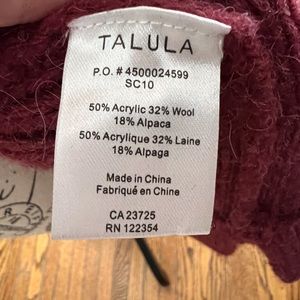 TALULA
P.O. # 4500024599
SC10
50% Acrylic 32% Wool
18% Alpaca
50% Acrylique 32% Laine
18% Alpaga
Made in China
Fabriqué en Chine
CA 23725
RN 122354